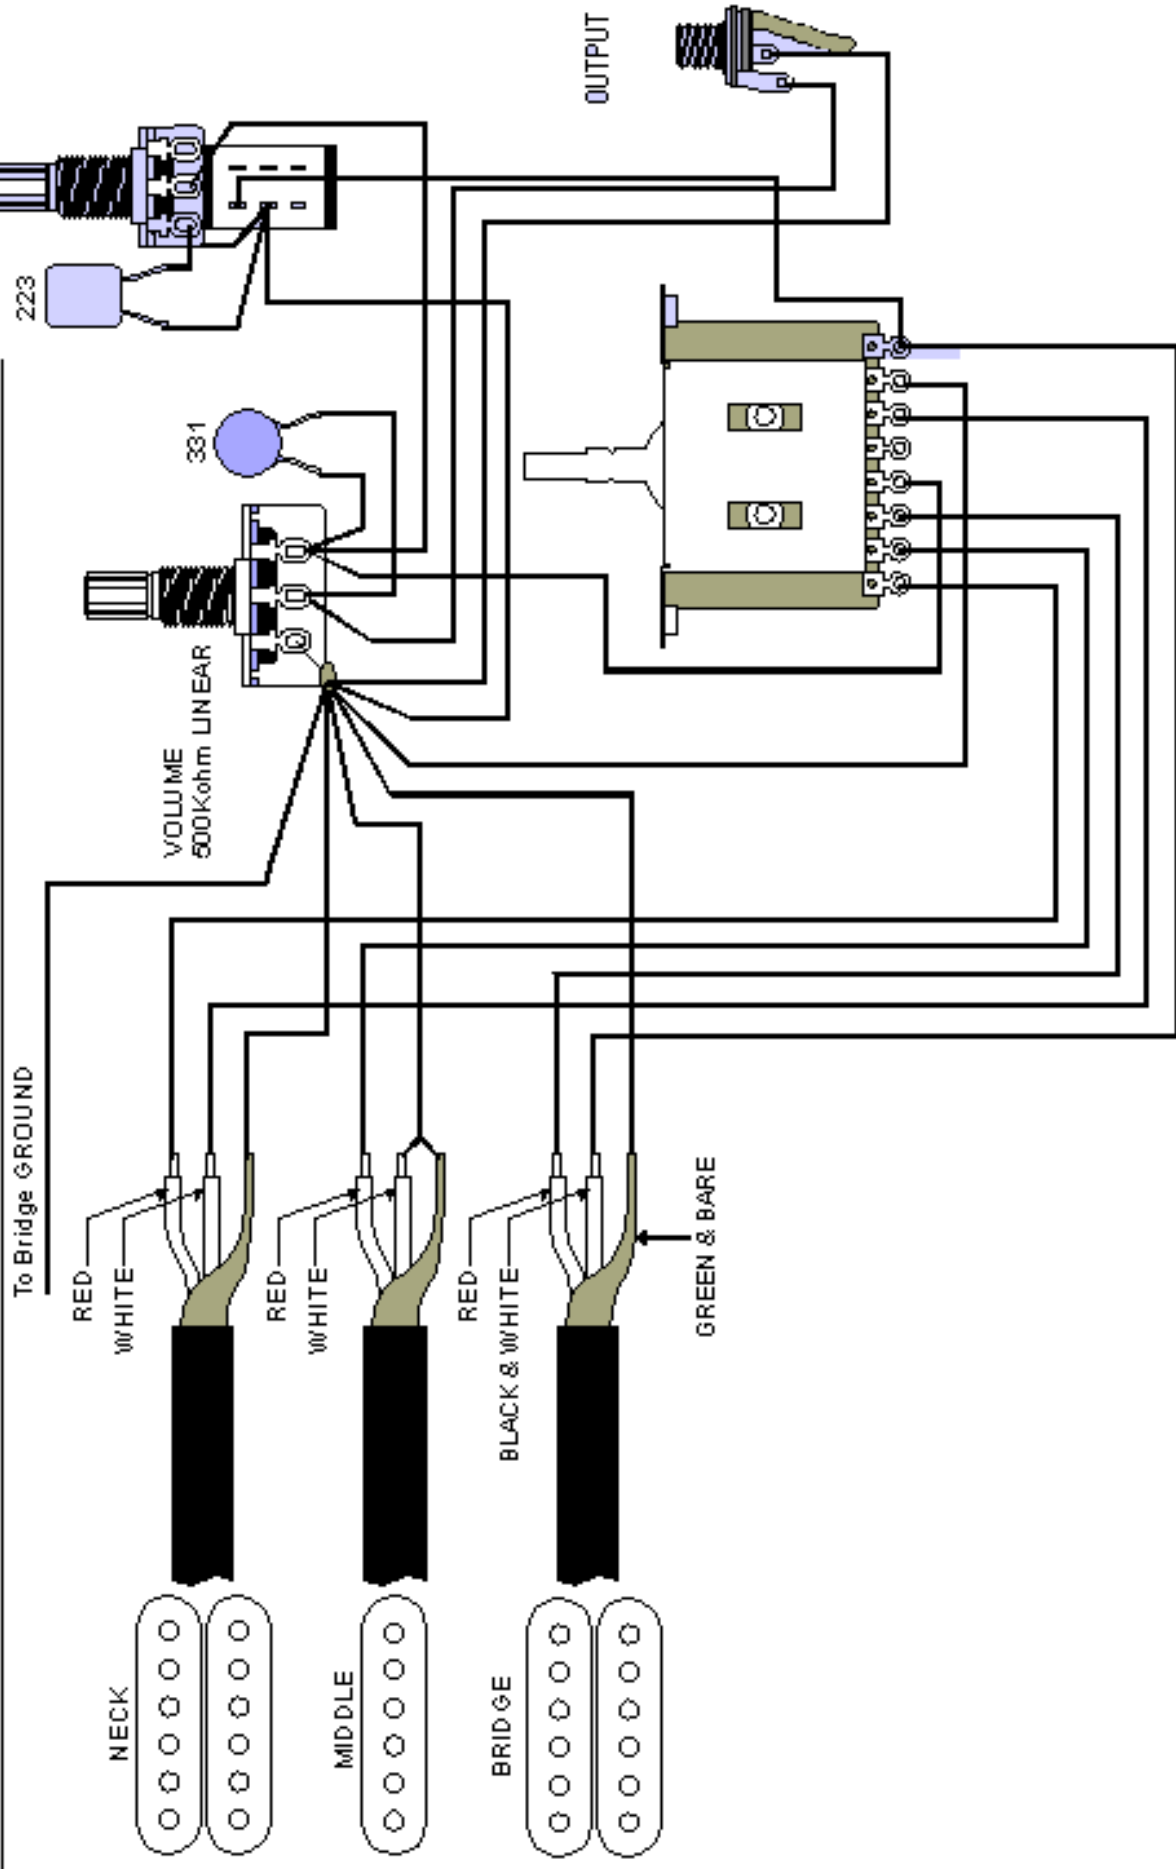 To Bridge GROUND
NECK
RED
WHITE
MIDDLE
RED
WHITE
BRIDGE
RED
BLACK & WHITE
GREEN & BARE
VOLUME
500Kohm LINEAR
331
223
OUTPUT